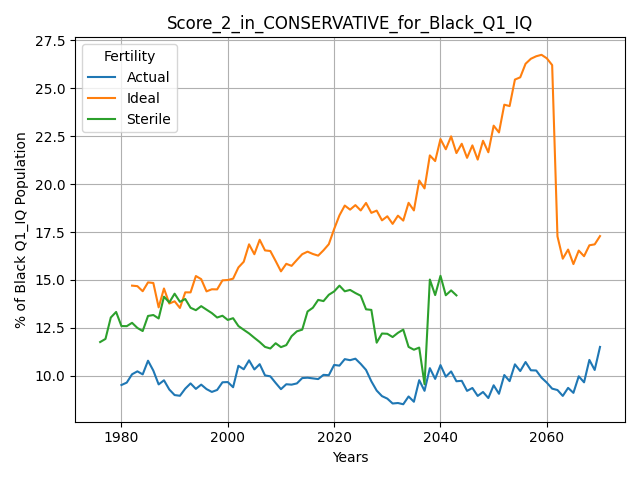 Score_2_in_CONSERVATIVE_for_Black_Q1_IQ
Fertility
Actual
Ideal
Sterile
% of Black Q1_IQ Population
27.5
25.0
22.5
20.0
17.5
15.0
12.5
10.0
1980
2000
2020
2040
2060
Years